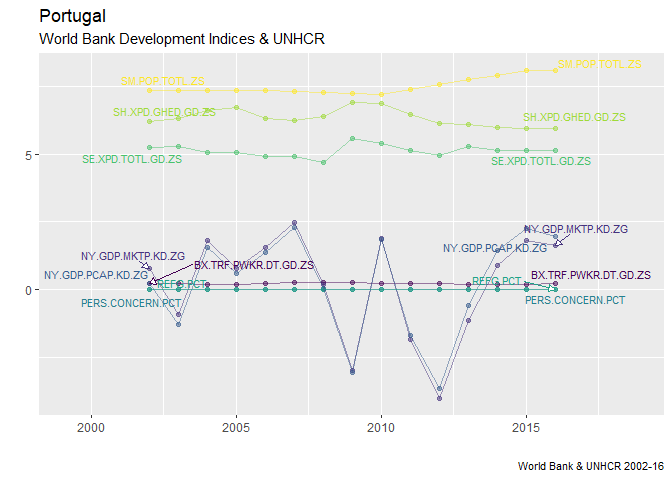 Portugal
World Bank Development Indices & UNHCR
SM.POP.TOTL.ZS
SM.POP.TOTL.ZS
SH.XPD.GHED.GD.ZS
SH.XPD.GHED.GD.ZS
5
SE.XPD.TOTL.GD.ZS
SE.XPD.TOTL.GD.ZS
NY.GDP.MKTP.KD.ZG
NY.GDP.MKTP.KD.ZG
NY.GDP.PCAP.KD.ZG
BX.TRF.PWKR.DT.GD.ZS
NY.GDP.PCAP.KD.ZG
BX.TRF.PWKR.DT.GD.ZS
REFG.PCT
REFG.PCT
0
PERS.CONCERN.PCT
PERS.CONCERN.PCT
2000 2005 2010 2015
World Bank & UNHCR 2002-16